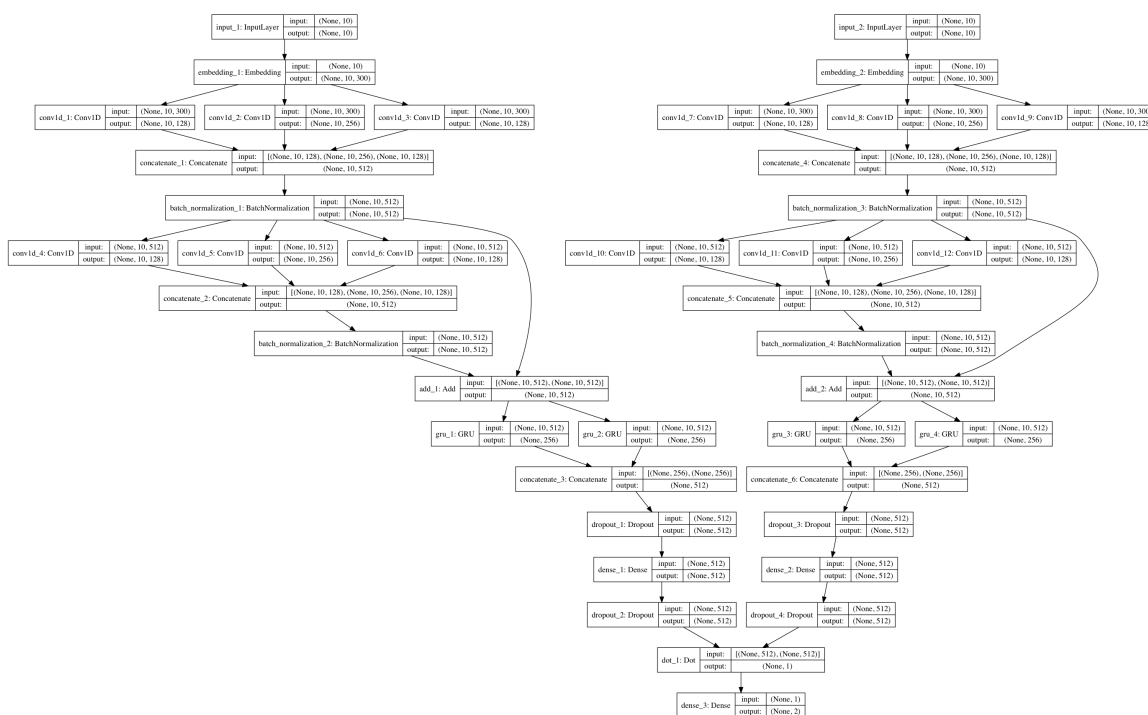 input_1: InputLayer input: (None, 10)
output: (None, 10)
input_2: InputLayer input: (None, 10)
output: (None, 10)
embedding_1: Embedding input: (None, 10)
output: (None, 10, 300)
embedding_2: Embedding input: (None, 10)
output: (None, 10, 300)
conv1d_1: Conv1D input: (None, 10, 300)
output: (None, 10, 128)
conv1d_2: Conv1D input: (None, 10, 300)
output: (None, 10, 256)
conv1d_3: Conv1D input: (None, 10, 300)
output: (None, 10, 128)
conv1d_7: Conv1D input: (None, 10, 300)
output: (None, 10, 128)
conv1d_8: Conv1D input: (None, 10, 300)
output: (None, 10, 256)
conv1d_9: Conv1D input: (None, 10, 300
output: (None, 10, 128
concatenate_1: Concatenate input: [(None, 10, 128), (None, 10, 256), (None, 10, 128)]
output: (None, 10, 512)
concatenate_4: Concatenate input: [(None, 10, 128), (None, 10, 256), (None, 10, 128)]
output: (None, 10, 512)
batch_normalization_1: BatchNormalization input: (None, 10, 512)
output: (None, 10, 512)
batch_normalization_3: BatchNormalization input: (None, 10, 512)
output: (None, 10, 512)
conv1d_4: Conv1D input: (None, 10, 512)
output: (None, 10, 128)
conv1d_5: Conv1D input: (None, 10, 512)
output: (None, 10, 256)
conv1d_6: Conv1D input: (None, 10, 512)
output: (None, 10, 128)
conv1d_10: Conv1D input: (None, 10, 512)
output: (None, 10, 128)
conv1d_11: Conv1D input: (None, 10, 512)
output: (None, 10, 256)
conv1d_12: Conv1D input: (None, 10, 512)
output: (None, 10, 128)
concatenate_2: Concatenate input: [(None, 10, 128), (None, 10, 256), (None, 10, 128)]
output: (None, 10, 512)
concatenate_5: Concatenate input: [(None, 10, 128), (None, 10, 256), (None, 10, 128)]
output: (None, 10, 512)
batch_normalization_2: BatchNormalization input: (None, 10, 512)
output: (None, 10, 512)
batch_normalization_4: BatchNormalization input: (None, 10, 512)
output: (None, 10, 512)
add_1: Add input: [(None, 10, 512), (None, 10, 512)]
output: (None, 10, 512)
add_2: Add input: [(None, 10, 512), (None, 10, 512)]
output: (None, 10, 512)
gru_1: GRU input: (None, 10, 512)
output: (None, 256)
gru_2: GRU input: (None, 10, 512)
output: (None, 256)
gru_3: GRU input: (None, 10, 512)
output: (None, 256)
gru_4: GRU input: (None, 10, 512)
output: (None, 256)
concatenate_3: Concatenate input: [(None, 256), (None, 256)]
output: (None, 512)
concatenate_6: Concatenate input: [(None, 256), (None, 256)]
output: (None, 512)
dropout_1: Dropout input: (None, 512)
output: (None, 512)
dropout_3: Dropout input: (None, 512)
output: (None, 512)
dense_1: Dense input: (None, 512)
output: (None, 512)
dense_2: Dense input: (None, 512)
output: (None, 512)
dropout_2: Dropout input: (None, 512)
output: (None, 512)
dropout_4: Dropout input: (None, 512)
output: (None, 512)
dot_1: Dot input: [(None, 512), (None, 512)]
output: (None, 1)
dense_3: Dense input: (None, 1)
output: (None, 2)